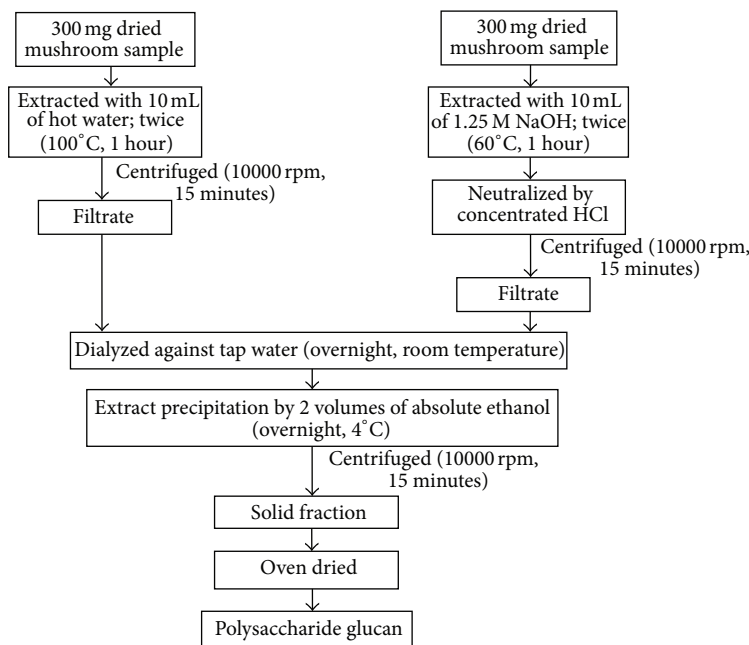 300 mg dried
mushroom sample
Extracted with 10 mL
of hot water; twice
(100°C, 1 hour)
Centrifuged (10000 rpm,
15 minutes)
Filtrate
300 mg dried
mushroom sample
Extracted with 10 mL
of 1.25 M NaOH; twice
(60°C, 1 hour)
Neutralized by
concentrated HCl
Centrifuged (10000 rpm,
15 minutes)
Filtrate
Dialyzed against tap water (overnight, room temperature)
Extract precipitation by 2 volumes of absolute ethanol
(overnight, 4°C)
Centrifuged (10000 rpm,
15 minutes)
Solid fraction
Oven dried
Polysaccharide glucan